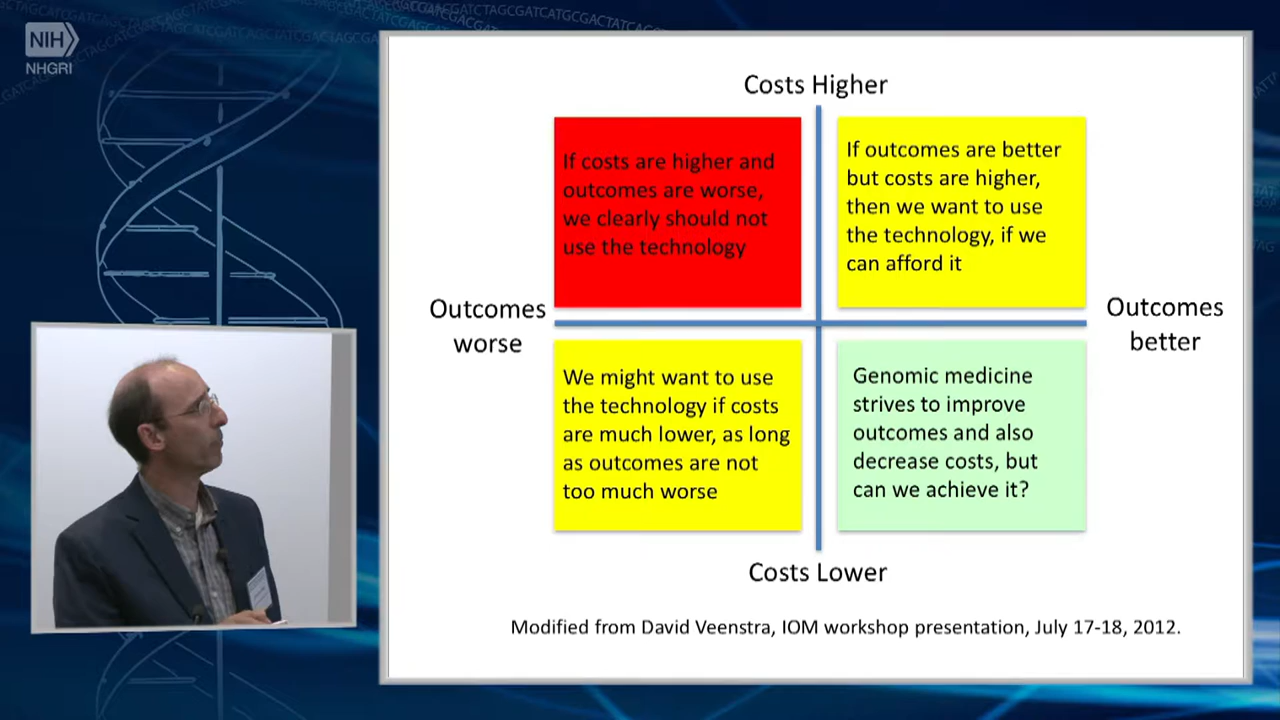 NIH
NHGRI
Costs Higher
If costs are higher and
outcomes are worse,
we clearly should not
use the technology
If outcomes are better
but costs are higher,
then we want to use
the technology, if we
can afford it
Outcomes
worse
Outcomes
better
We might want to use
the technology if costs
are much lower, as long
as outcomes are not
too much worse
Genomic medicine
strives to improve
outcomes and also
decrease costs, but
can we achieve it?
Costs Lower
Modified from David Veenstra, IOM workshop presentation, July 17-18, 2012.